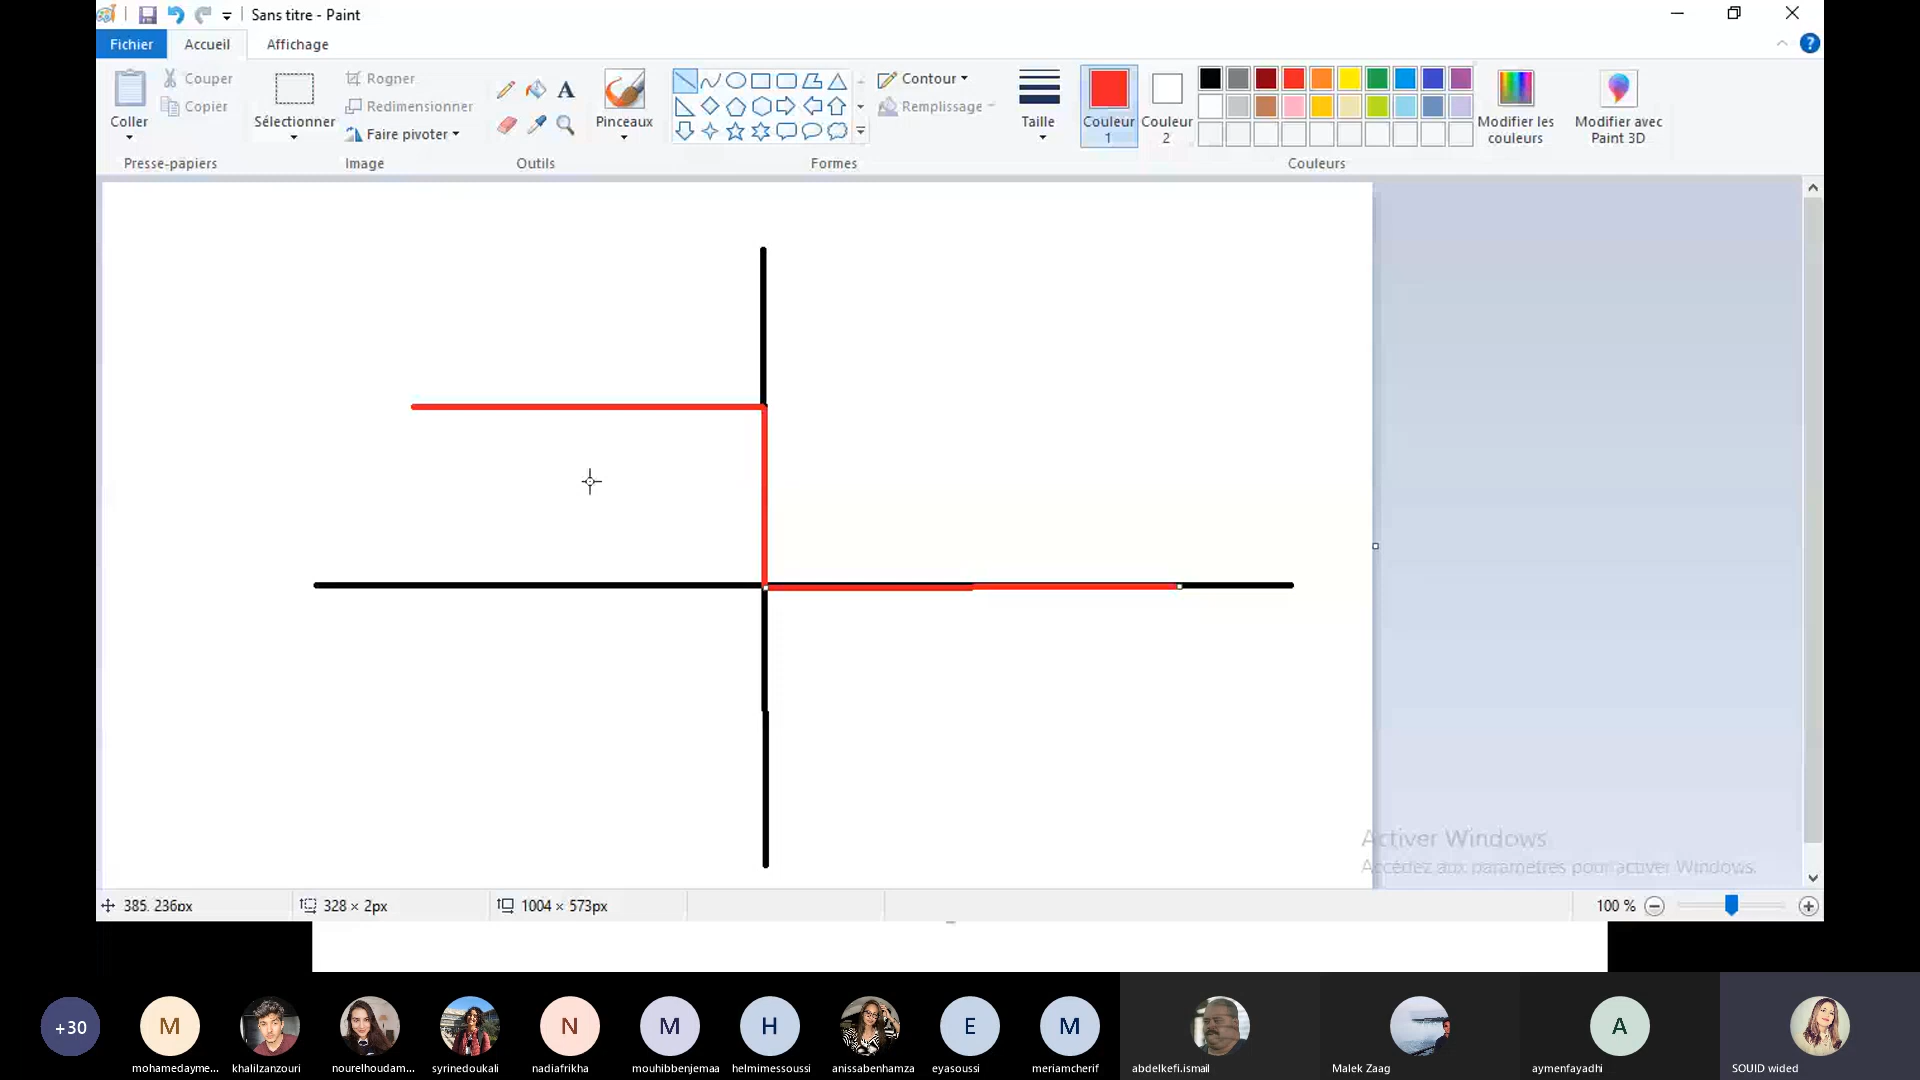 Sans titre - Paint
Fichier Accueil Affichage
Coller
Couper
Copier
Presse-papiers
Sélectionner
Rogner
Redimensionner
Faire pivoter
Image
A
Outils
Pinceaux
Formes
Contour
Remplissage
Taille
Couleur
1
Couleur
2
Couleurs
Modifier les
couleurs
Modifier avec
Paint 3D
Activer Windows
Accédez aux paramètres pour activer Windows.
385. 236px
328 × 2px
1004 × 573px
100 %
+30
M
mohamedayme...
khalilzanzouri
nourelhoudam...
syrinedoukali
N
nadiafrikha
M
mouhibbenjemaa
H
helmimessoussi
anissabenhamza
E
eyasoussi
M
meriamcherif
abdelkefi.ismail
Malek Zaag
A
aymenfayadhi
SOUID wided